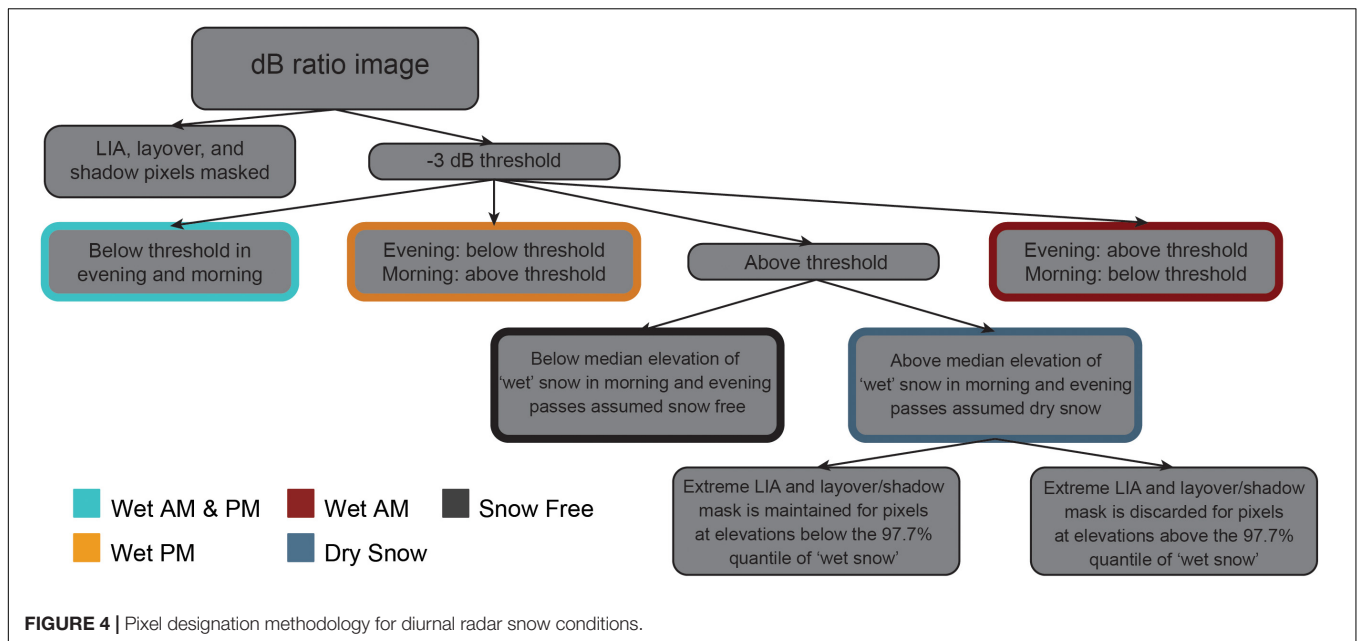 dB ratio image
LIA, layover, and
shadow pixels masked
-3 dB threshold
Below threshold in
evening and morning
Evening: below threshold
Morning: above threshold
Above threshold
Evening: above threshold
Morning: below threshold
Below median elevation of
‘wet’ snow in morning and evening
passes assumed snow free
Above median elevation of
‘wet’ snow in morning and evening
passes assumed dry snow
Extreme LIA and layover/shadow
mask is maintained for pixels
at elevations below the 97.7%
quantile of ‘wet snow’
Extreme LIA and layover/shadow
mask is discarded for pixels
at elevations above the 97.7%
quantile of ‘wet snow’
Wet AM & PM
Wet AM
Snow Free
Wet PM
Dry Snow
FIGURE 4 | Pixel designation methodology for diurnal radar snow conditions.